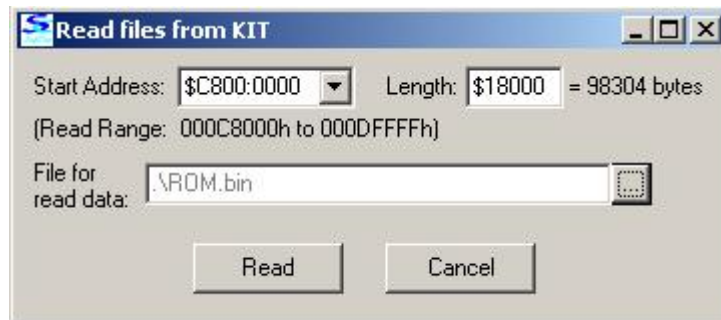 Read files from KIT
Start Address: $C800:0000 Length: $18000 = 98304 bytes
(Read Range: 000C8000h to 000DFFFFh)
File for
read data: .\ROM.bin ...
Read Cancel